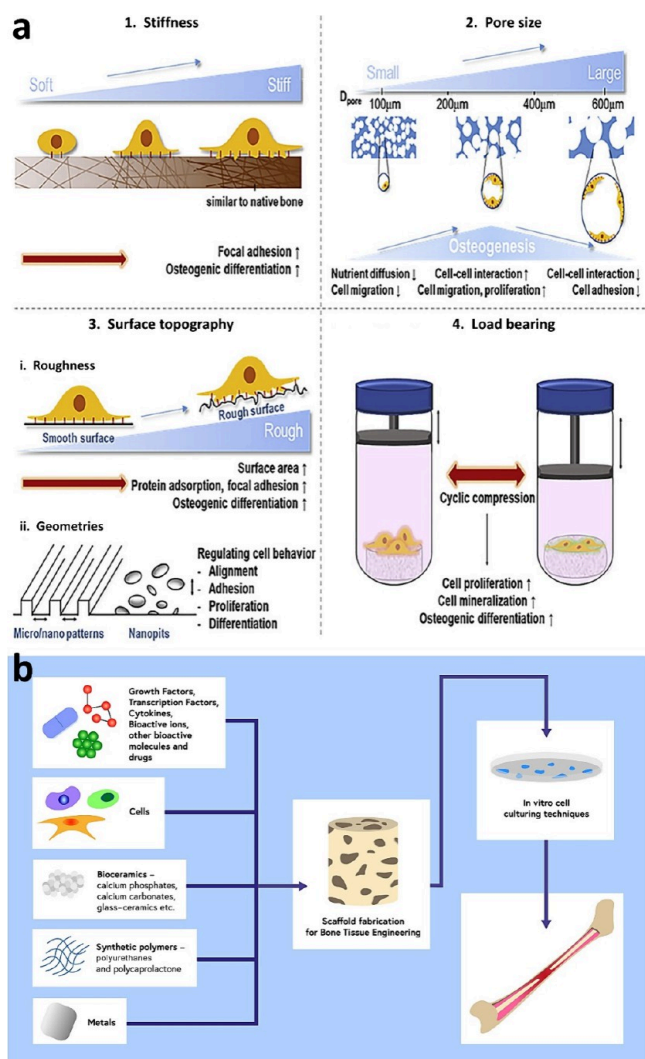 a
1. Stiffness
Soft
Stiff
similar to native bone
Focal adhesion ↑
Osteogenic differentiation ↑
2. Pore size
Small
Large
Dpore
100μm
200μm
400μm
600μm
Osteogenesis
Nutrient diffusion↓
Cell migration ↓
Cell-cell interaction ↑
Cell migration, proliferation ↑
Cell-cell interaction ↓
Cell adhesion ↓
3. Surface topography
i. Roughness
Smooth surface
Rough surface
Rough
Surface area ↑
Protein adsorption, focal adhesion ↑
Osteogenic differentiation ↑
ii. Geometries
Micro/nano patterns
Nanopits
Regulating cell behavior
- Alignment
- Adhesion
- Proliferation
- Differentiation
4. Load bearing
Cyclic compression
Cell proliferation ↑
Cell mineralization ↑
Osteogenic differentiation ↑
b
Growth Factors,
Transcription Factors,
Cytokines,
Bioactive ions,
other bioactive
molecules and
drugs
Cells
Bioceramics –
calcium phosphates,
calcium carbonates,
glass-ceramics etc.
Synthetic polymers –
polyurethanes
and polycaprolactone
Metals
Scaffold fabrication
for Bone Tissue Engineering
In vitro cell
culturing techniques